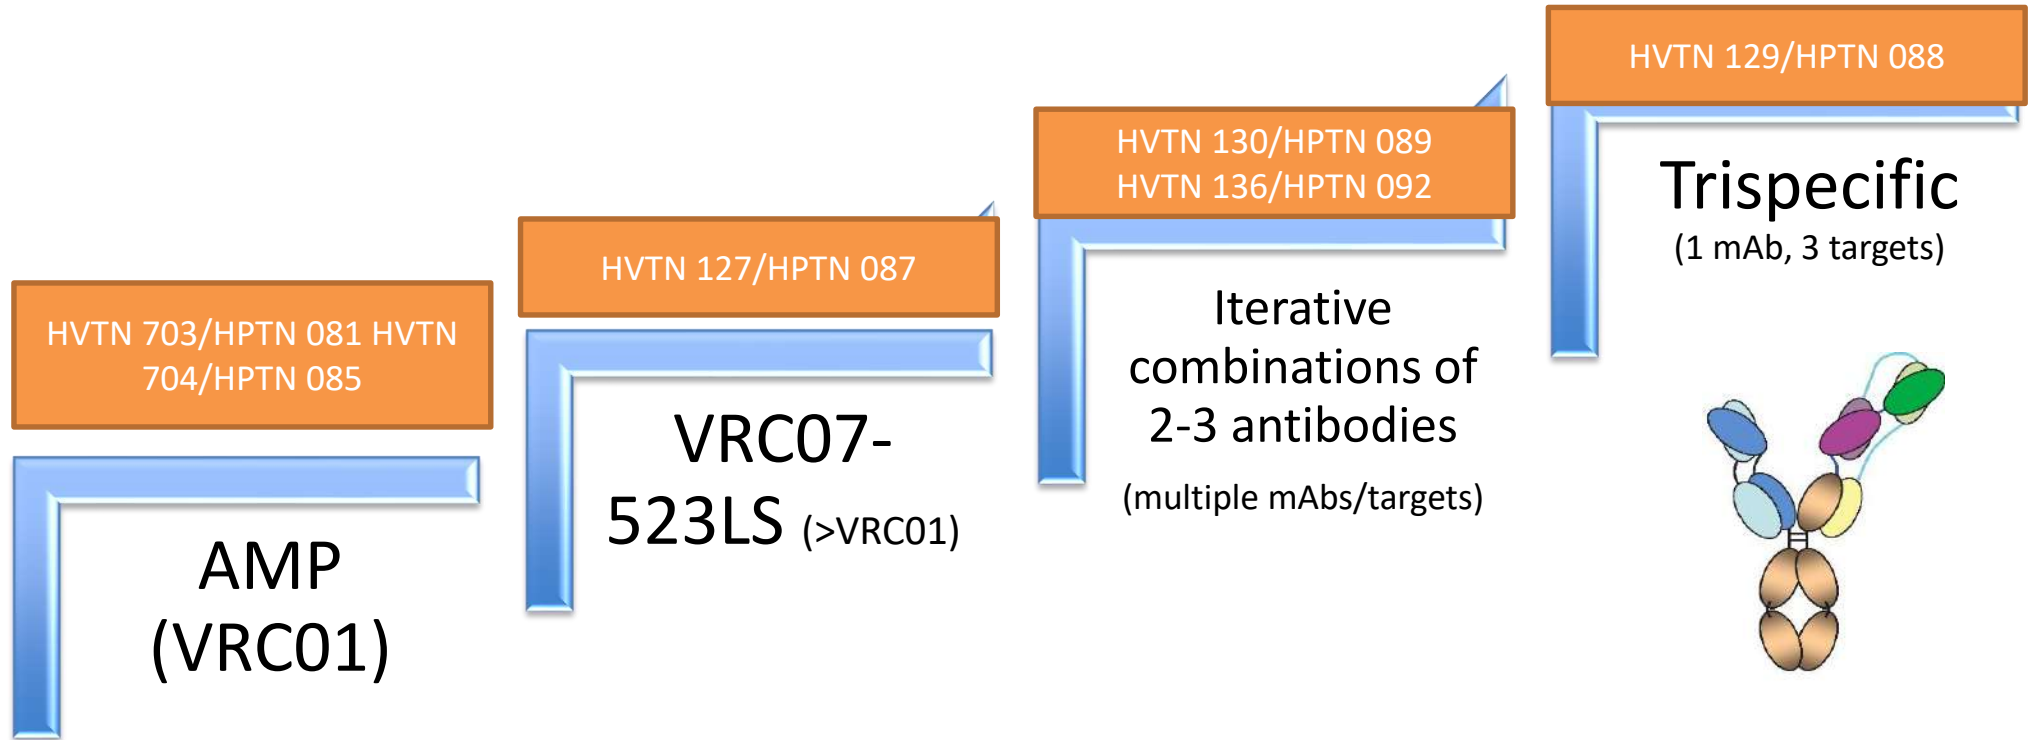 HVTN 703/HPTN 081 HVTN
704/HPTN 085
AMP
(VRC01)
HVTN 127/HPTN 087
VRC07-
523LS (>VRC01)
HVTN 130/HPTN 089
HVTN 136/HPTN 092
Iterative
combinations of
2-3 antibodies
(multiple mAbs/targets)
HVTN 129/HPTN 088
Trispecific
(1 mAb, 3 targets)